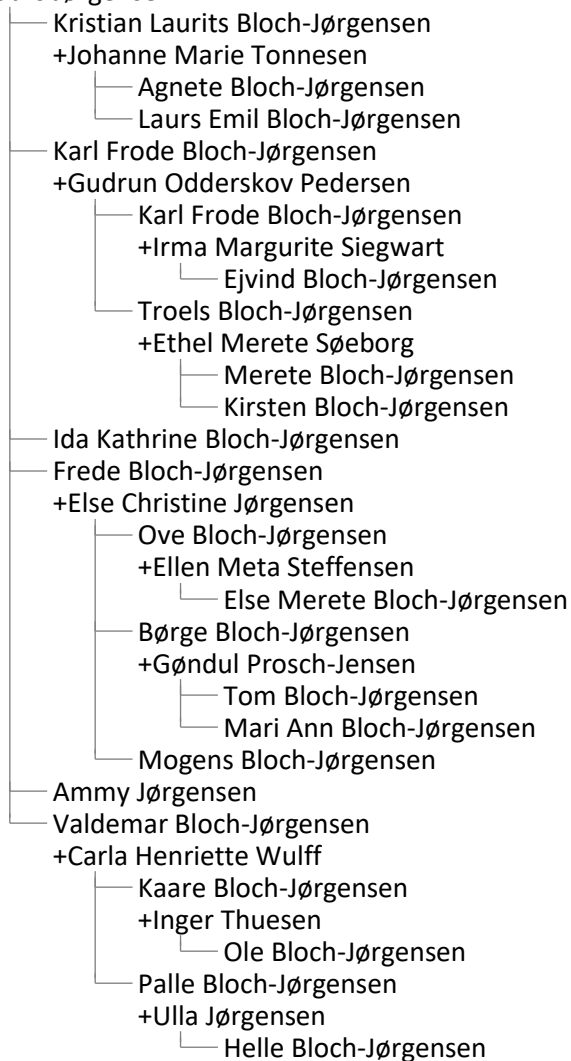 Kristian Laurits Bloch-Jørgensen
+Johanne Marie Tonnesen
Agnete Bloch-Jørgensen
Laurs Emil Bloch-Jørgensen
Karl Frode Bloch-Jørgensen
+Gudrun Odderskov Pedersen
Karl Frode Bloch-Jørgensen
+Irma Margurite Siegwart
Ejvind Bloch-Jørgensen
Troels Bloch-Jørgensen
+Ethel Merete Søeborg
Merete Bloch-Jørgensen
Kirsten Bloch-Jørgensen
Ida Kathrine Bloch-Jørgensen
Frede Bloch-Jørgensen
+Else Christine Jørgensen
Ove Bloch-Jørgensen
+Ellen Meta Steffensen
Else Merete Bloch-Jørgensen
Børge Bloch-Jørgensen
+Gøndul Prosch-Jensen
Tom Bloch-Jørgensen
Mari Ann Bloch-Jørgensen
Mogens Bloch-Jørgensen
Ammy Jørgensen
Valdemar Bloch-Jørgensen
+Carla Henriette Wulff
Kaare Bloch-Jørgensen
+Inger Thuesen
Ole Bloch-Jørgensen
Palle Bloch-Jørgensen
+Ulla Jørgensen
Helle Bloch-Jørgensen